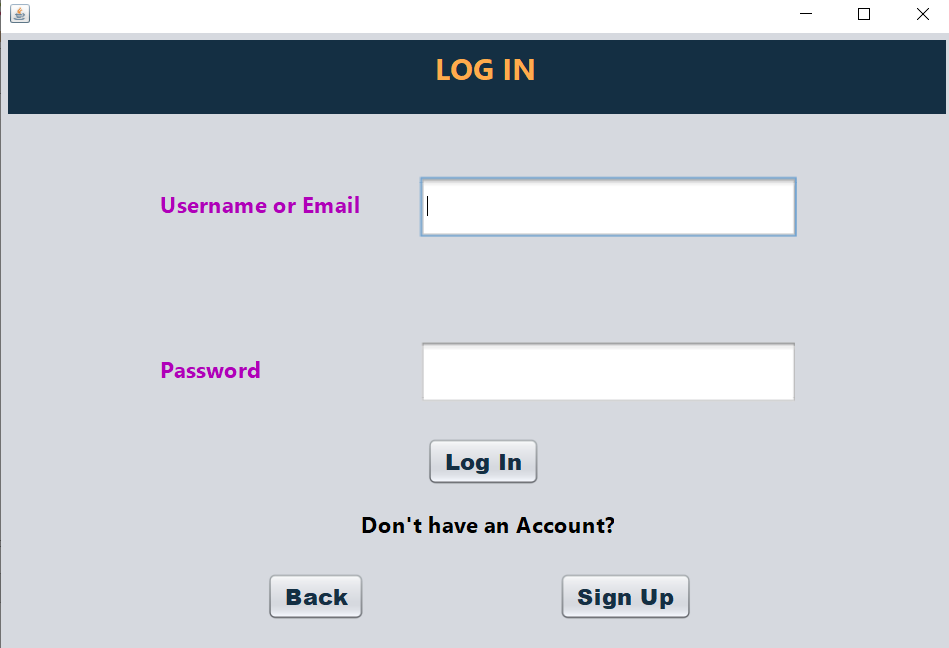 LOG IN
Username or Email
Password
Log In
Don't have an Account?
Back
Sign Up